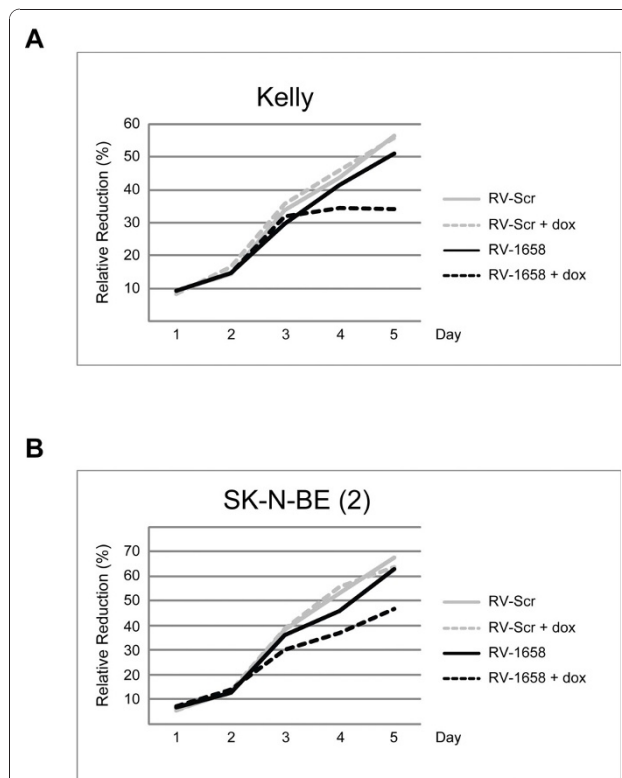 A
Kelly
Relative Reduction (%)
60
50
40
30
20
10
1 2 3 4 5 Day
RV-Scr
RV-Scr + dox
RV-1658
RV-1658 + dox
B
SK-N-BE (2)
Relative Reduction (%)
70
60
50
40
30
20
10
1 2 3 4 5 Day
RV-Scr
RV-Scr + dox
RV-1658
RV-1658 + dox